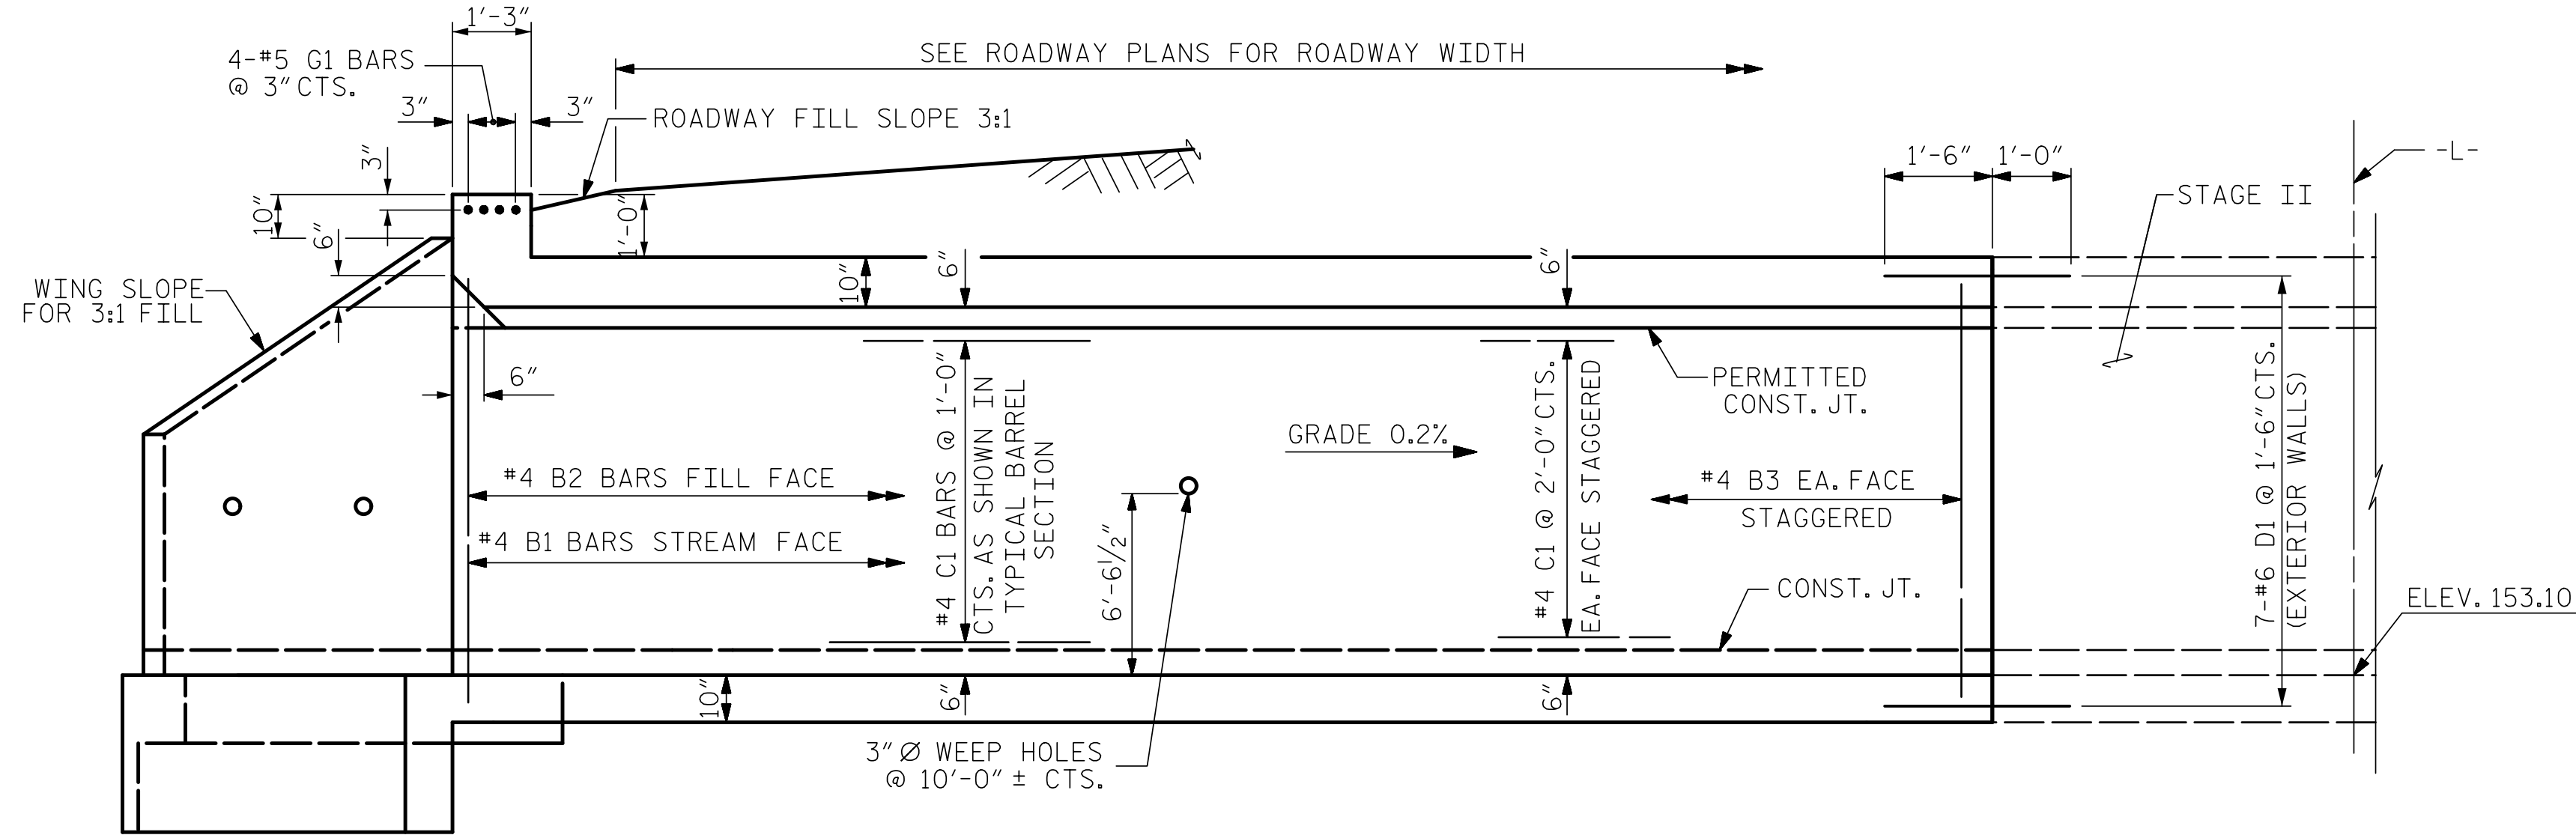 1'-3"
4-#5 G1 BARS
@ 3" CTS.
SEE ROADWAY PLANS FOR ROADWAY WIDTH
3"
3"
ROADWAY FILL SLOPE 3:1
3"
10"
6"
1'-0"
1'-6"
1'-0"
-L-
STAGE II
WING SLOPE
FOR 3:1 FILL
10"
6"
6"
6"
PERMITTED
CONST. JT.
GRADE 0.2%
#4 B2 BARS FILL FACE
#4 B1 BARS STREAM FACE
#4 C1 BARS @ 1'-0"
CTS. AS SHOWN IN
TYPICAL BARREL
SECTION
6'-6½"
#4 C1 @ 2'-0" CTS.
EA. FACE STAGGERED
#4 B3 EA. FACE
STAGGERED
CONST. JT.
7-#6 D1 @ 1'-6" CTS.
(EXTERIOR WALLS)
ELEV. 153.10
10"
6"
6"
3" Ø WEEP HOLES
@ 10'-0" ± CTS.